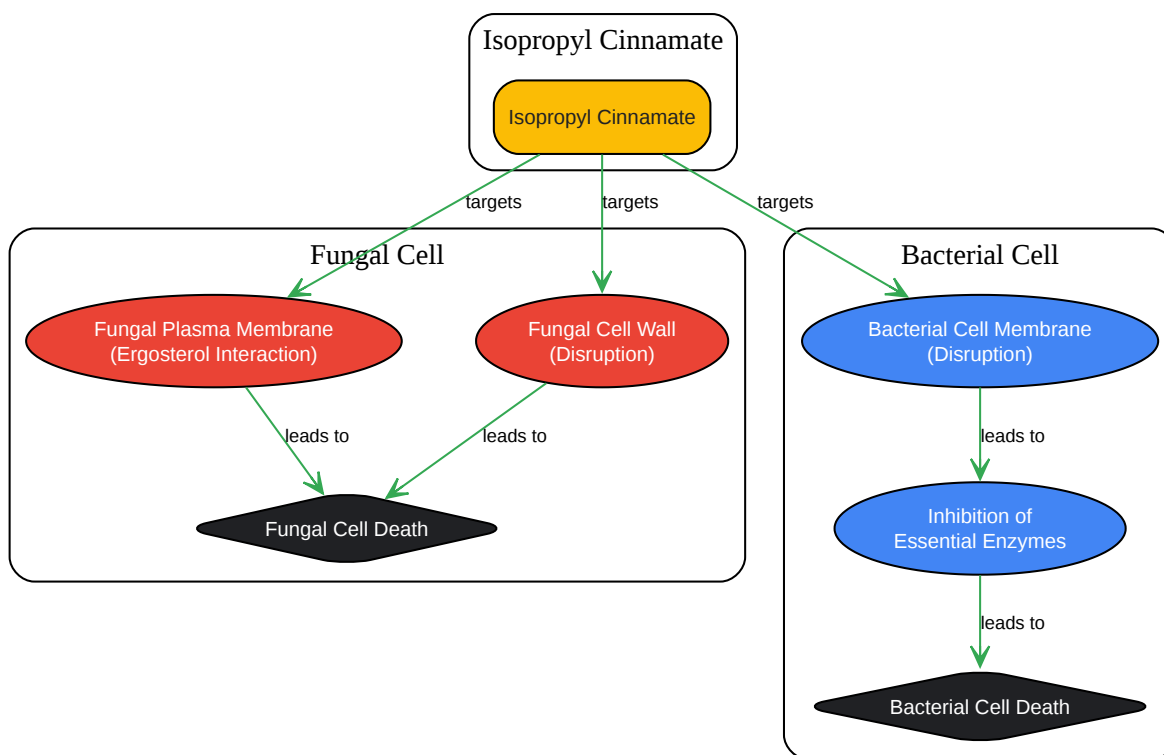 Isopropyl Cinnamate
Isopropyl Cinnamate
targets
targets
targets
Fungal Cell
Bacterial Cell
Fungal Plasma Membrane
(Ergosterol Interaction)
Fungal Cell Wall
(Disruption)
Bacterial Cell Membrane
(Disruption)
leads to
leads to
leads to
Fungal Cell Death
Inhibition of
Essential Enzymes
leads to
Bacterial Cell Death